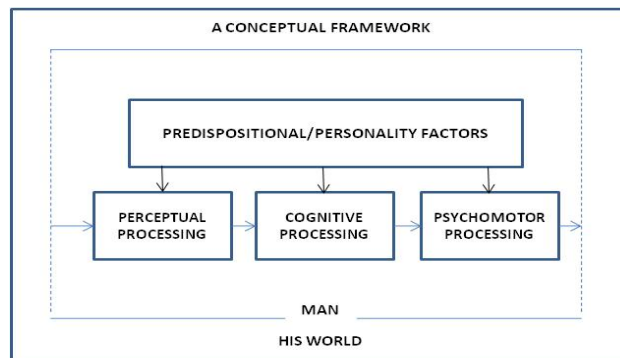 A CONCEPTUAL FRAMEWORK
PREDISPOSITIONAL/PERSONALITY FACTORS
PERCEPTUAL
PROCESSING
COGNITIVE
PROCESSING
PSYCHOMOTOR
PROCESSING
MAN
HIS WORLD